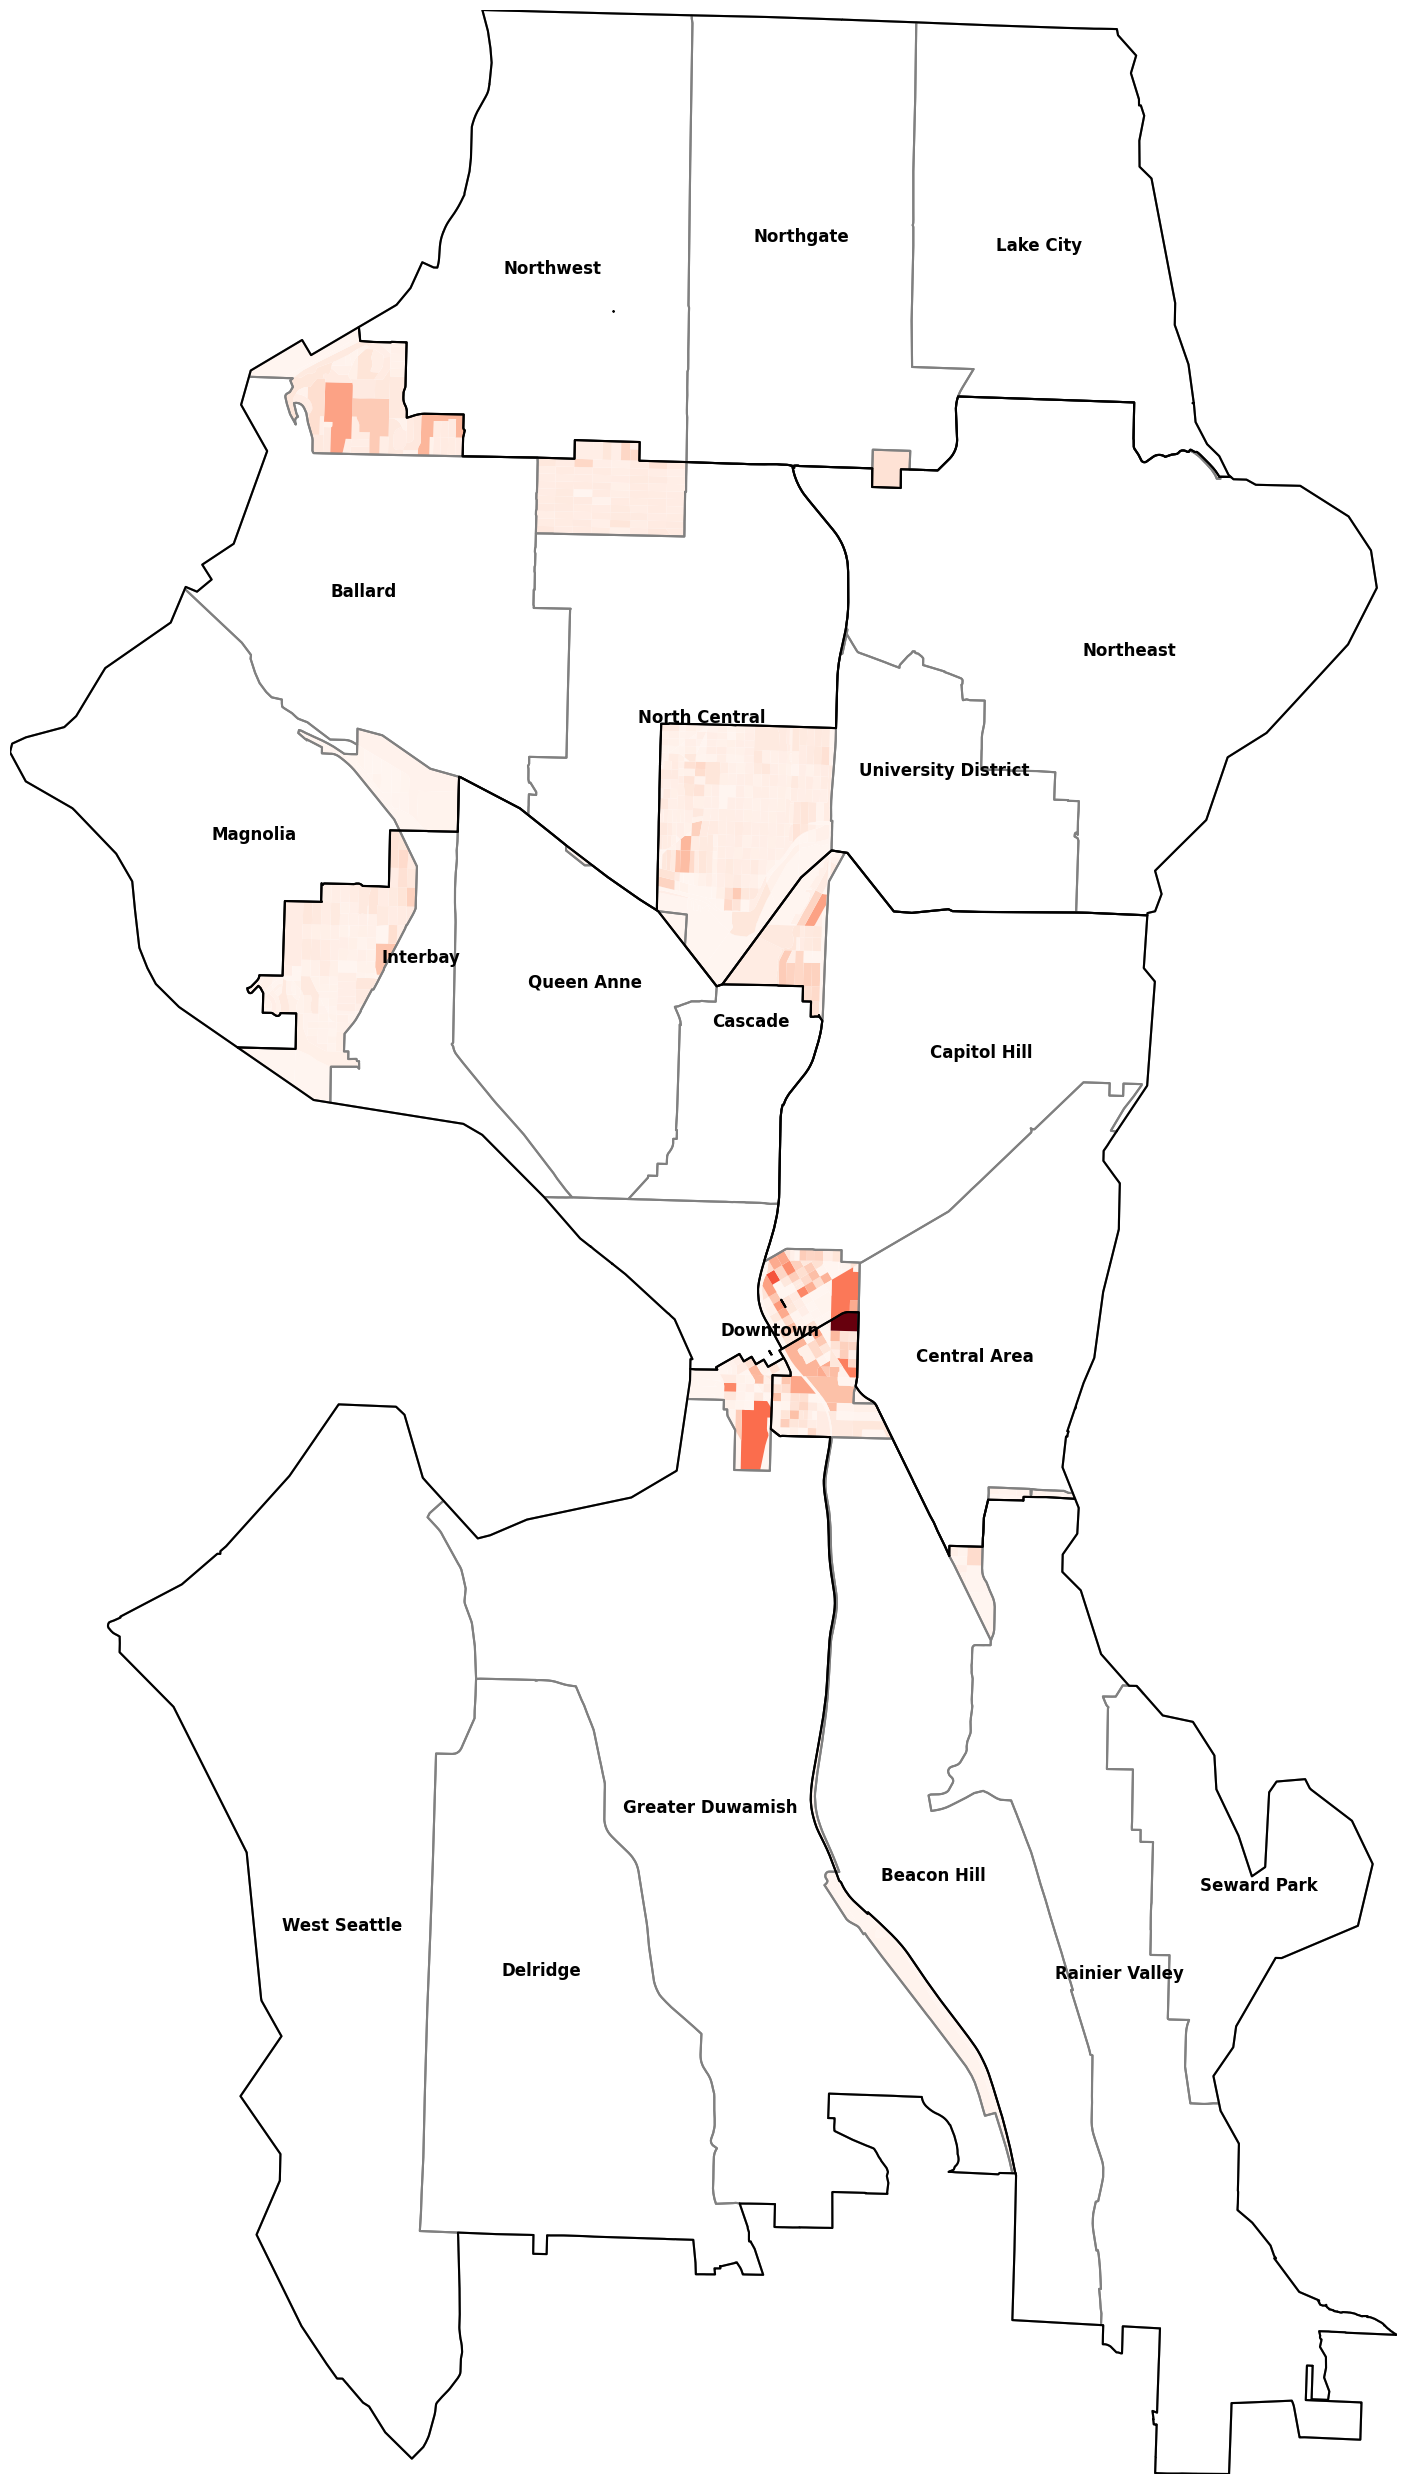 Northgate
Lake City
Northwest
Ballard
Northeast
North Central
University District
Magnolia
Interbay
Queen Anne
Cascade
Capitol Hill
Downtown
Central Area
Greater Duwamish
Beacon Hill
Seward Park
West Seattle
Delridge
Rainier Valley